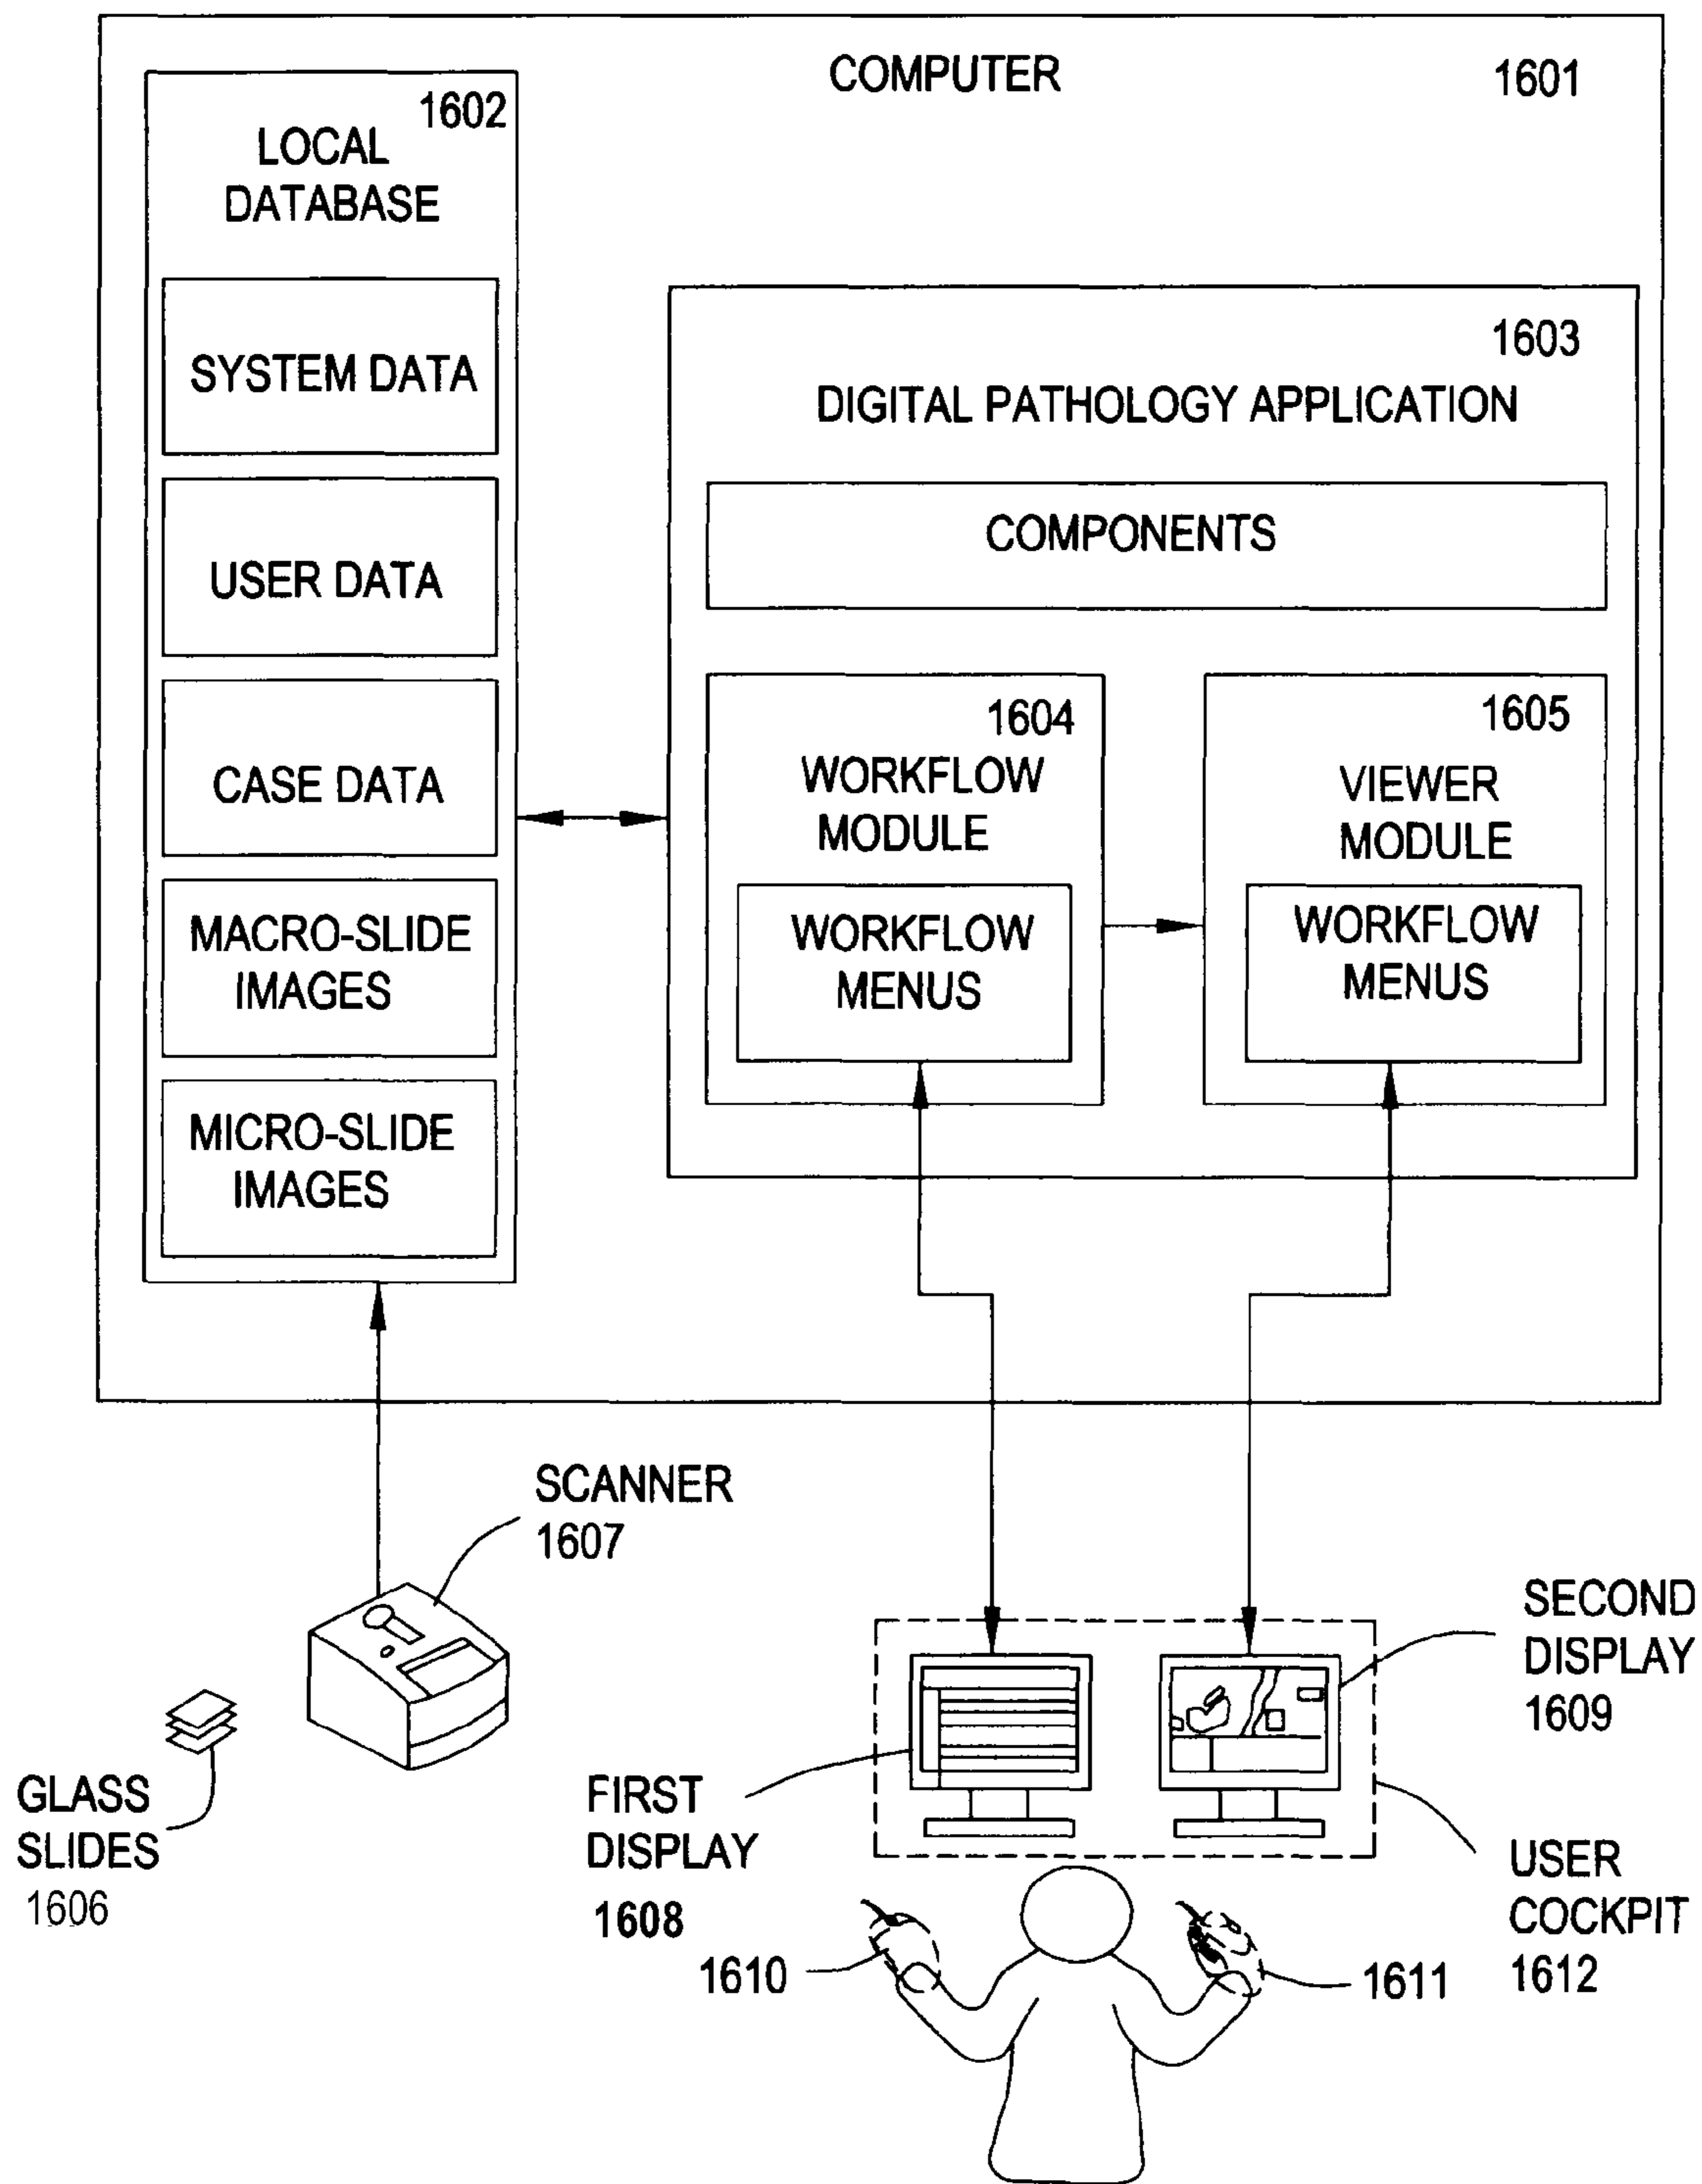 COMPUTER
1601
1602
LOCAL
DATABASE
SYSTEM DATA
USER DATA
CASE DATA
MACRO-SLIDE
IMAGES
MICRO-SLIDE
IMAGES
1603
DIGITAL PATHOLOGY APPLICATION
COMPONENTS
1604
WORKFLOW
MODULE
WORKFLOW
MENUS
1605
VIEWER
MODULE
WORKFLOW
MENUS
SCANNER
1607
GLASS
SLIDES
1606
FIRST
DISPLAY
1608
SECOND
DISPLAY
1609
USER
COCKPIT
1612
1610
1611